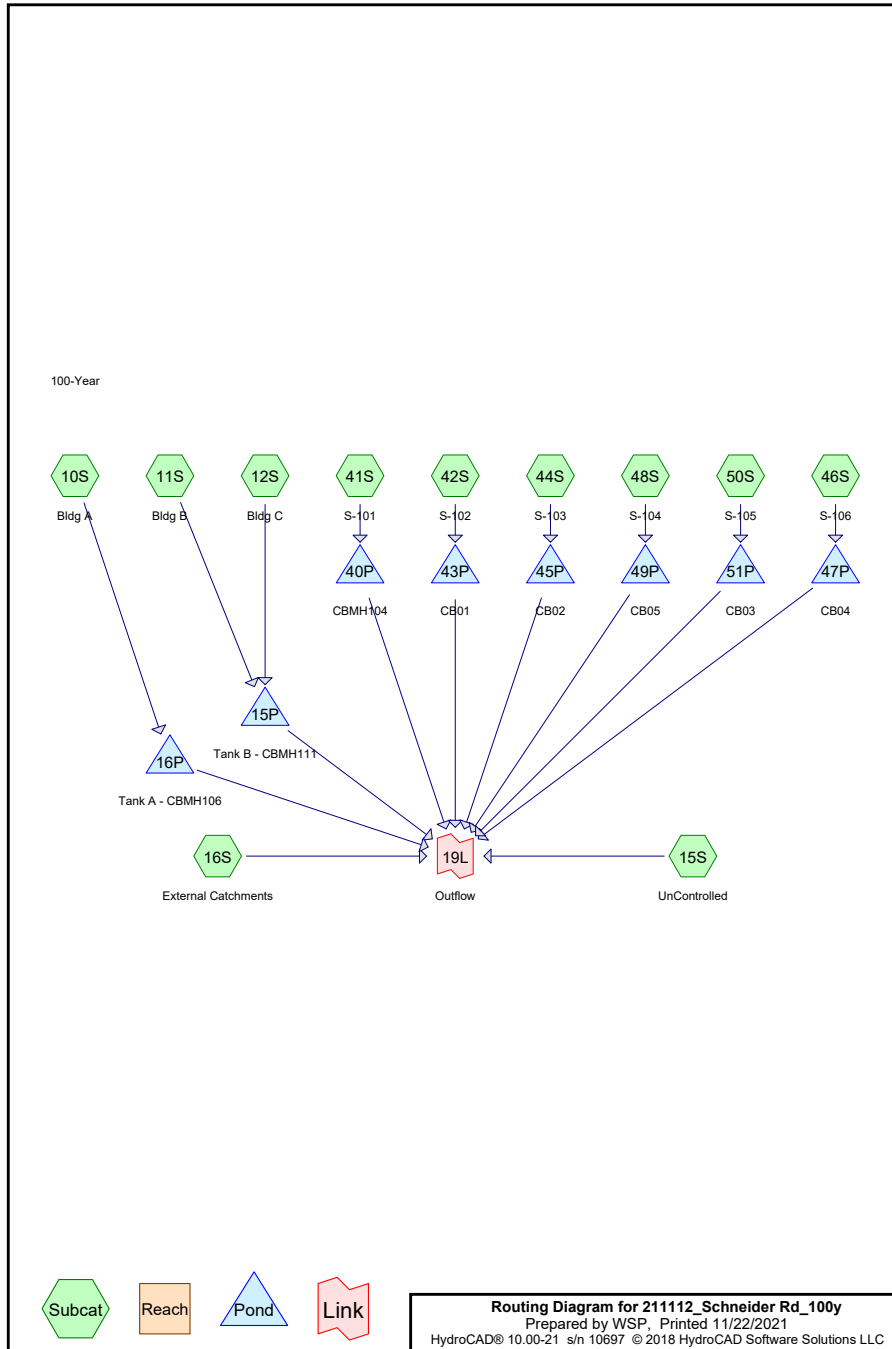 100-Year
10S 11S 12S 41S 42S 44S 48S 50S 46S
Bldg A Bldg B Bldg C S-101 S-102 S-103 S-104 S-105 S-106
40P 43P 45P 49P 51P 47P
CBMH104 CB01 CB02 CB05 CB03 CB04
15P
Tank B - CBMH111
16P
Tank A - CBMH106
16S 19L 15S
External Catchments Outflow UnControlled
Subcat Reach Pond Link
Routing Diagram for 211112_Schneider Rd_100y
Prepared by WSP, Printed 11/22/2021
HydroCAD® 10.00-21 s/n 10697 © 2018 HydroCAD Software Solutions LLC